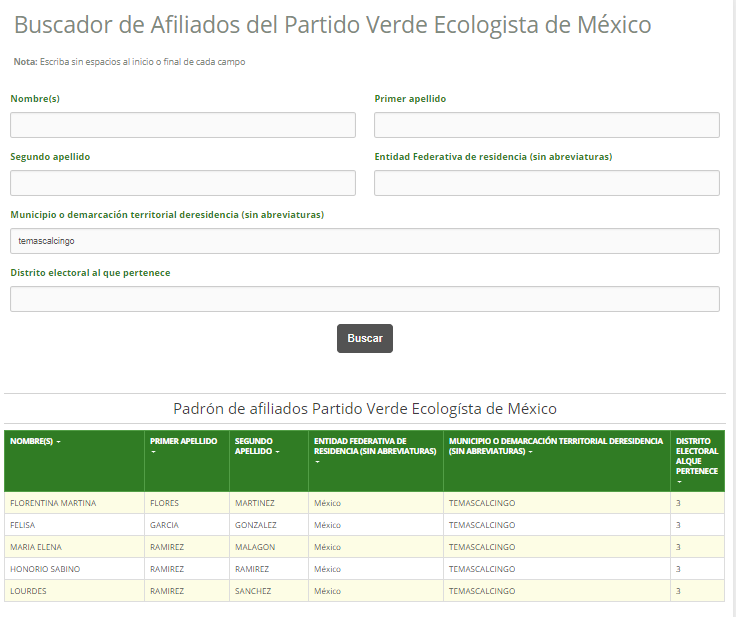 Buscador de Afiliados del Partido Verde Ecologista de México
Nota: Escriba sin espacios al inicio o final de cada campo
Nombre(s) Primer apellido
Segundo apellido Entidad Federativa de residencia (sin abreviaturas)
Municipio o demarcación territorial deresidencia (sin abreviaturas)
temascalcingo
Distrito electoral al que pertenece
Buscar
Padrón de afiliados Partido Verde Ecologísta de México
NOMBRE(S)
PRIMER APELLIDO
SEGUNDO
APELLIDO
ENTIDAD FEDERATIVA DE
RESIDENCIA (SIN ABREVIATURAS)
MUNICIPIO O DEMARCACIÓN TERRITORIAL DERESIDENCIA
(SIN ABREVIATURAS)
DISTRITO
ELECTORAL
ALQUE
PERTENECE
FLORENTINA MARTINA FLORES MARTINEZ México TEMASCALCINGO 3
FELISA GARCIA GONZALEZ México TEMASCALCINGO 3
MARIA ELENA RAMIREZ MALAGON México TEMASCALCINGO 3
HONORIO SABINO RAMIREZ RAMIREZ México TEMASCALCINGO 3
LOURDES RAMIREZ SANCHEZ México TEMASCALCINGO 3